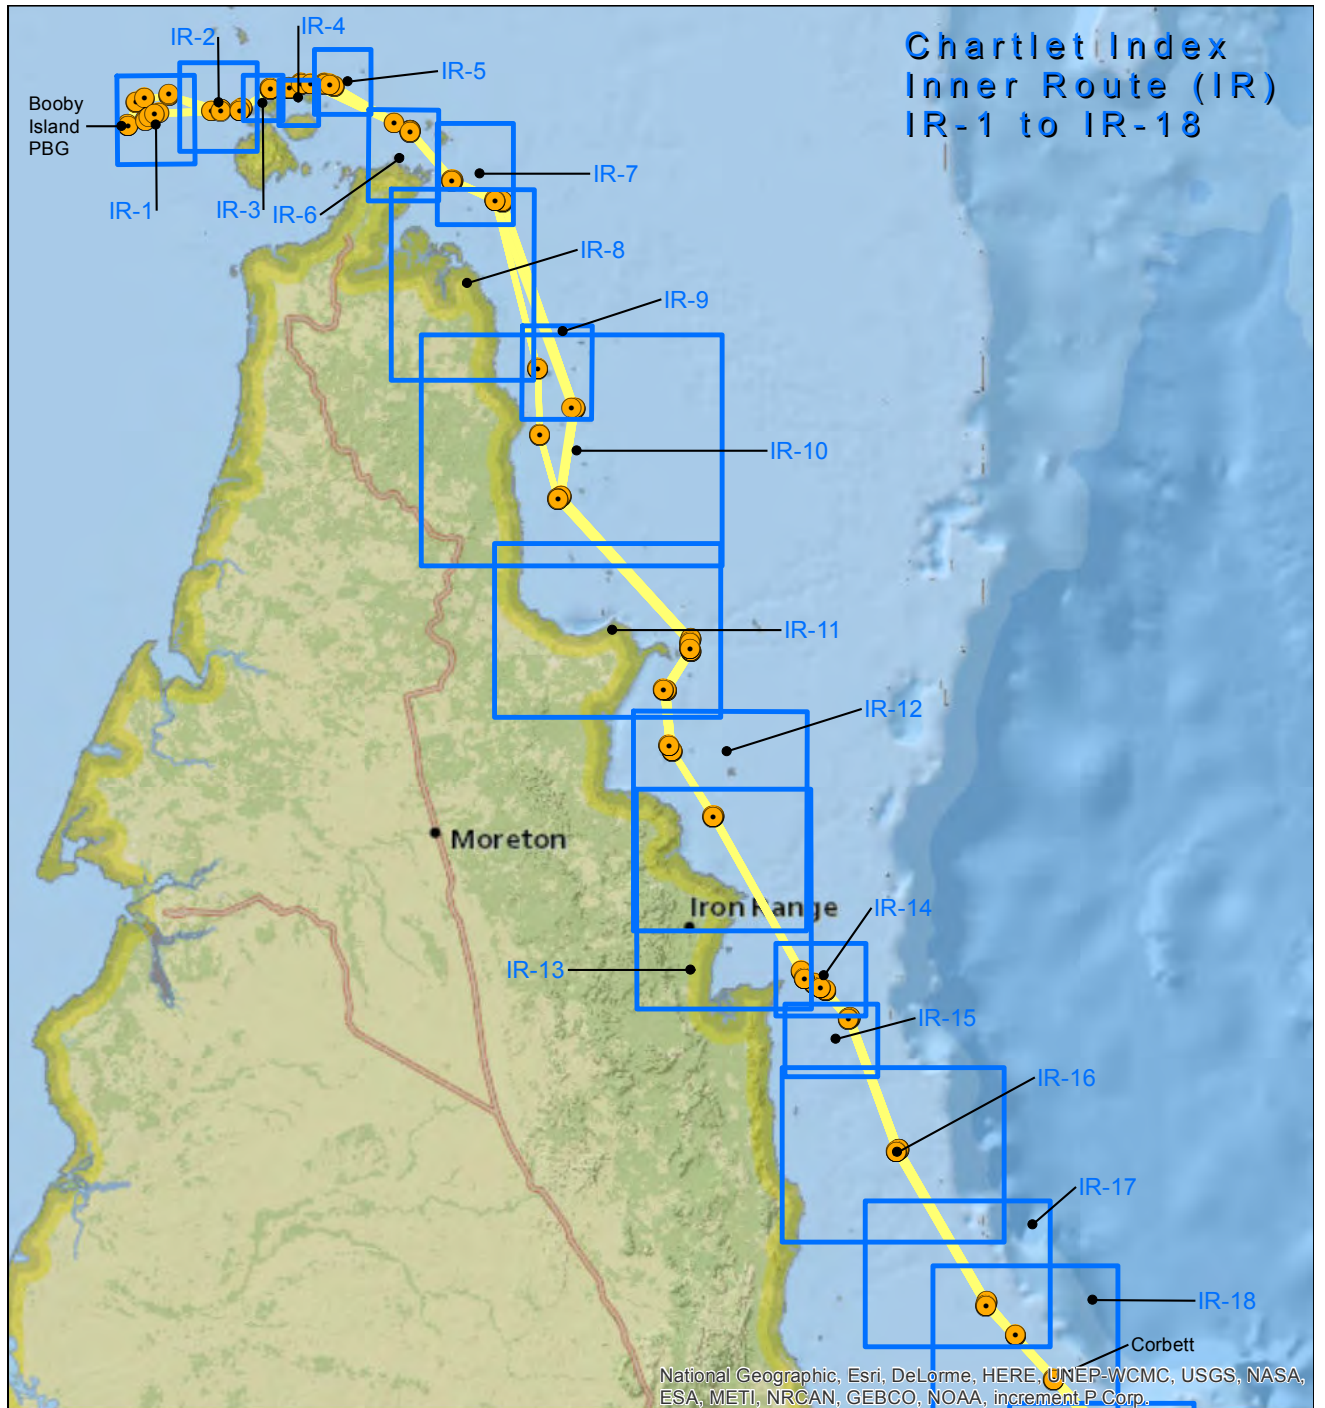 Chartlet Index
Inner Route (IR)
IR-1 to IR-18
IR-4
IR-2
IR-5
Booby
Island
PBG
IR-7
IR-1
IR-3
IR-6
IR-8
IR-9
IR-10
IR-11
IR-12
Moreton
Iron Range
IR-14
IR-13
IR-15
IR-16
IR-17
IR-18
Corbett
National Geographic, Esri, DeLorme, HERE, UNEP-WCMC, USGS, NASA,
ESA, METI, NRCAN, GEBCO, NOAA, increment P Corp.